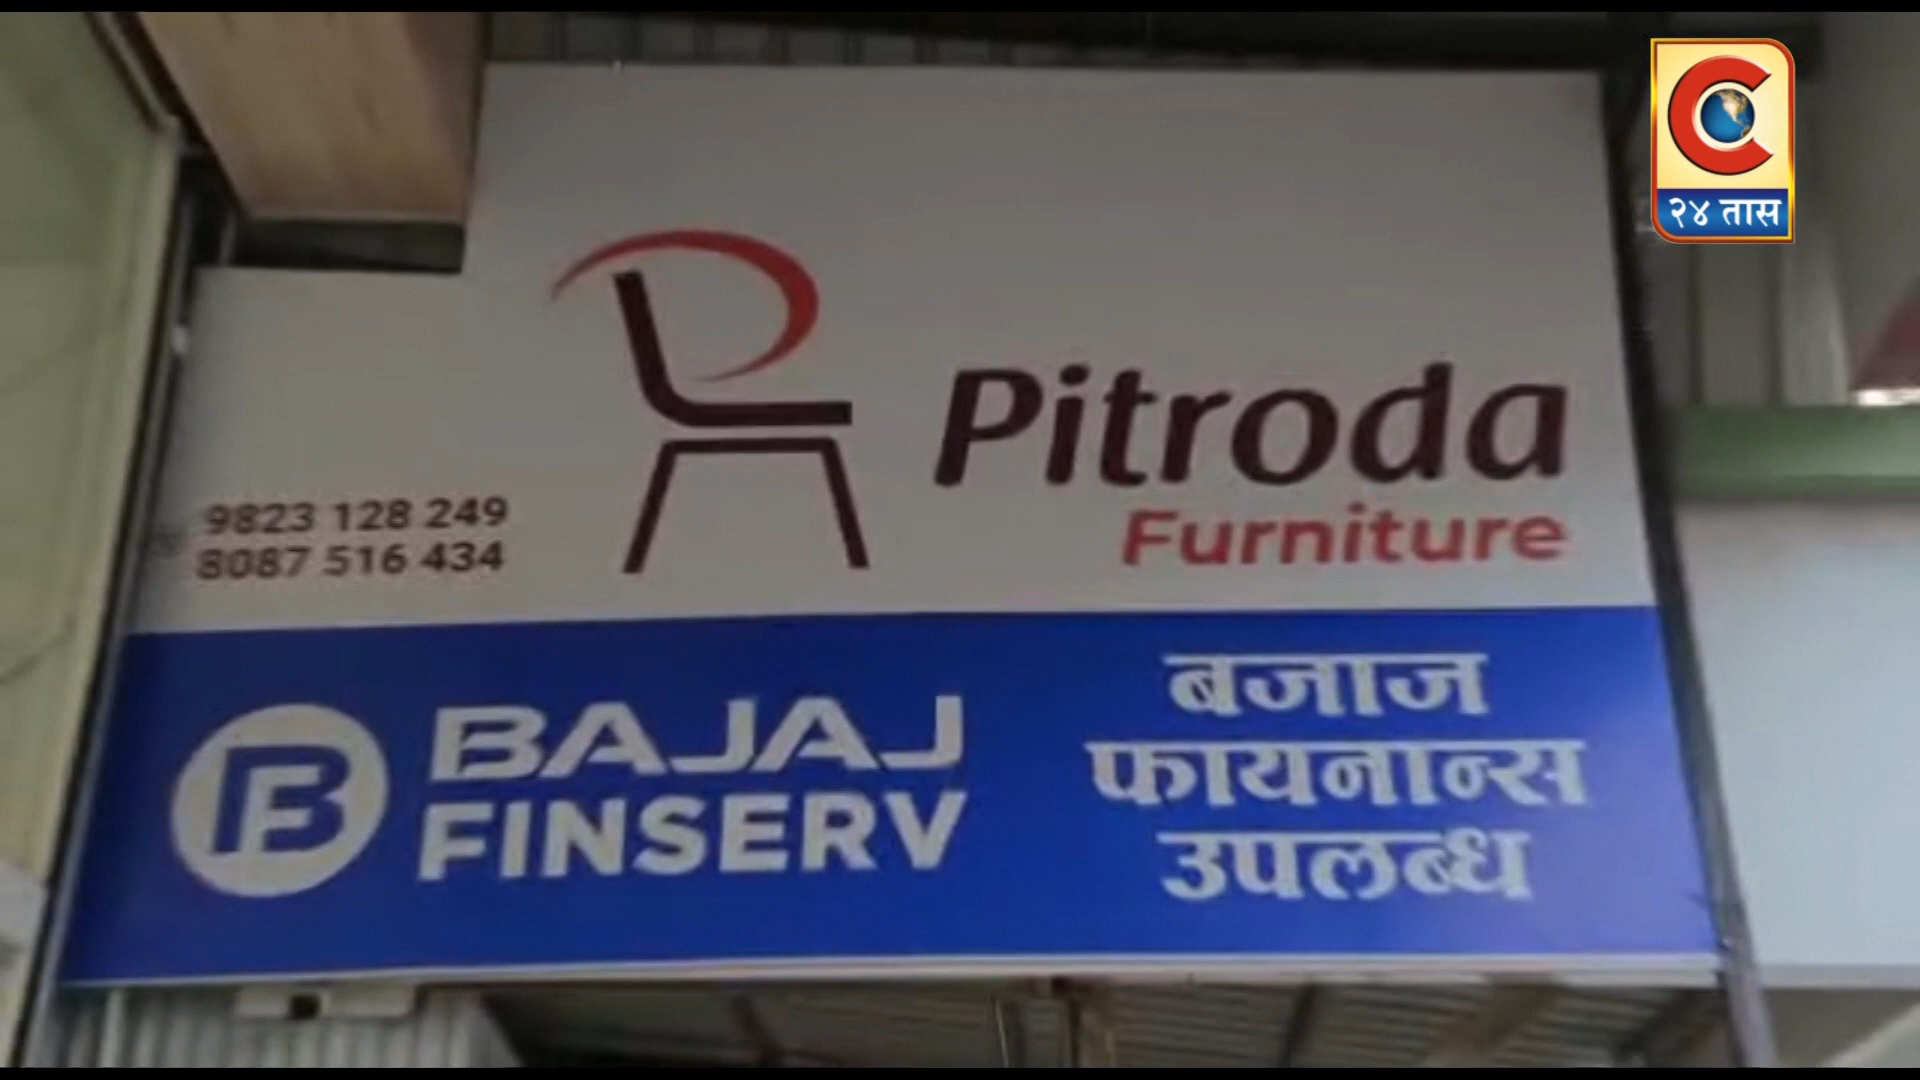 C
२४ तास
Pitroda
Furniture
9823 128 249
8087 516 434
BAJAJ
FINSERV
बजाज
फायनान्स
उपलब्ध